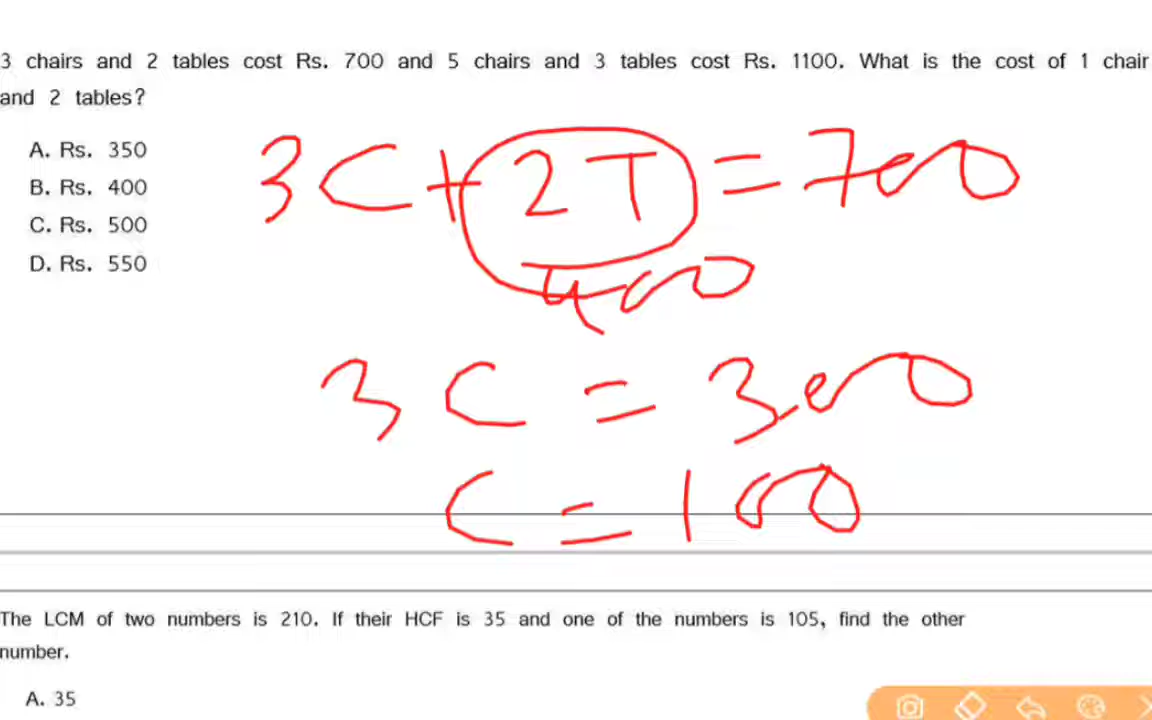 3 chairs and 2 tables cost Rs. 700 and 5 chairs and 3 tables cost Rs. 1100. What is the cost of 1 chair
and 2 tables?
A. Rs. 350
B. Rs. 400
C. Rs. 500
D. Rs. 550
3C+2T=700
400
3C=300
C=100
The LCM of two numbers is 210. If their HCF is 35 and one of the numbers is 105, find the other
number.
A. 35